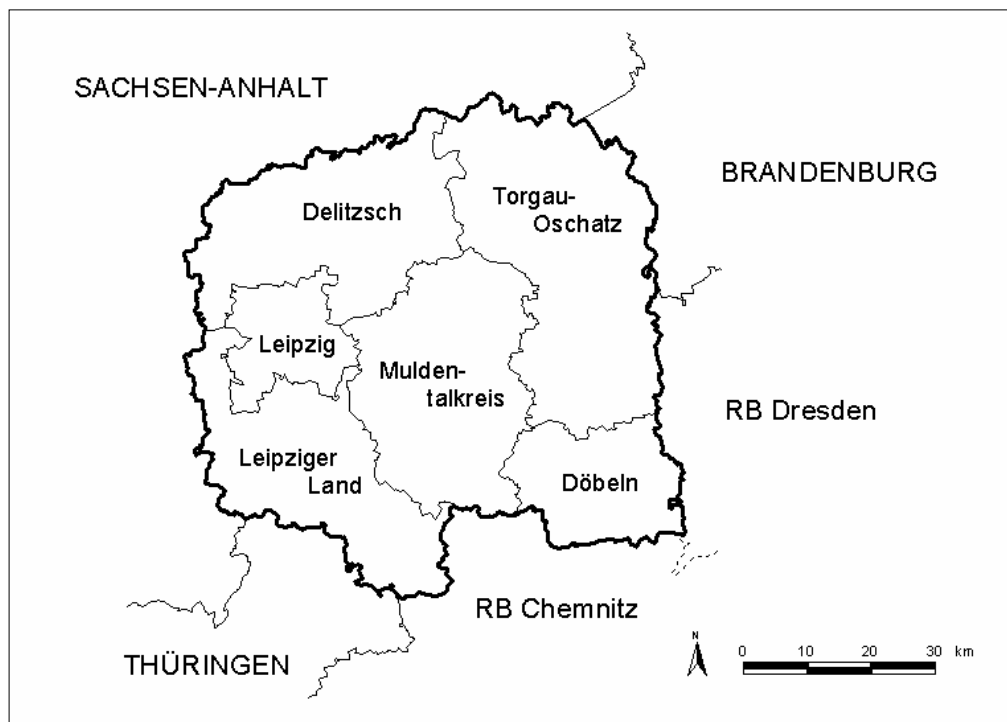 SACHSEN-ANHALT
BRANDENBURG
Delitzsch
Torgau-
Oschatz
Leipzig
Mulden-
talkreis
RB Dresden
Leipziger
Land
Döbeln
RB Chemnitz
THÜRINGEN
N
0 10 20 30 km